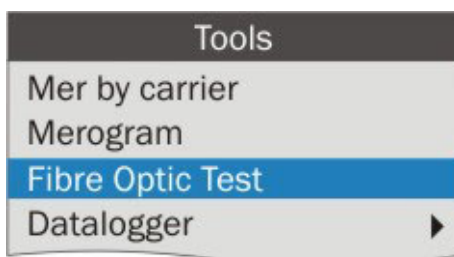 Tools
Mer by carrier
Merogram
Fibre Optic Test
Datalogger